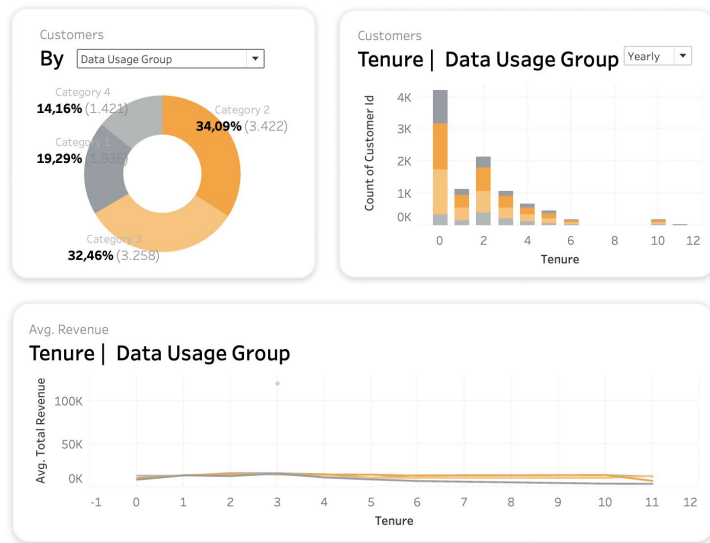 Customers
By Data Usage Group
Category 4
14,16% (1.421)
Category 2
34,09% (3.422)
Category 1
19,29% (1.936)
Category 3
32,46% (3.258)
Customers
Tenure | Data Usage Group Yearly
Count of Customer Id
4K
3K
2K
1K
0K
0 2 4 6 8 10 12
Tenure
Avg. Revenue
Tenure | Data Usage Group
Avg. Total Revenue
100K
50K
0K
-1 0 1 2 3 4 5 6 7 8 9 10 11 12
Tenure